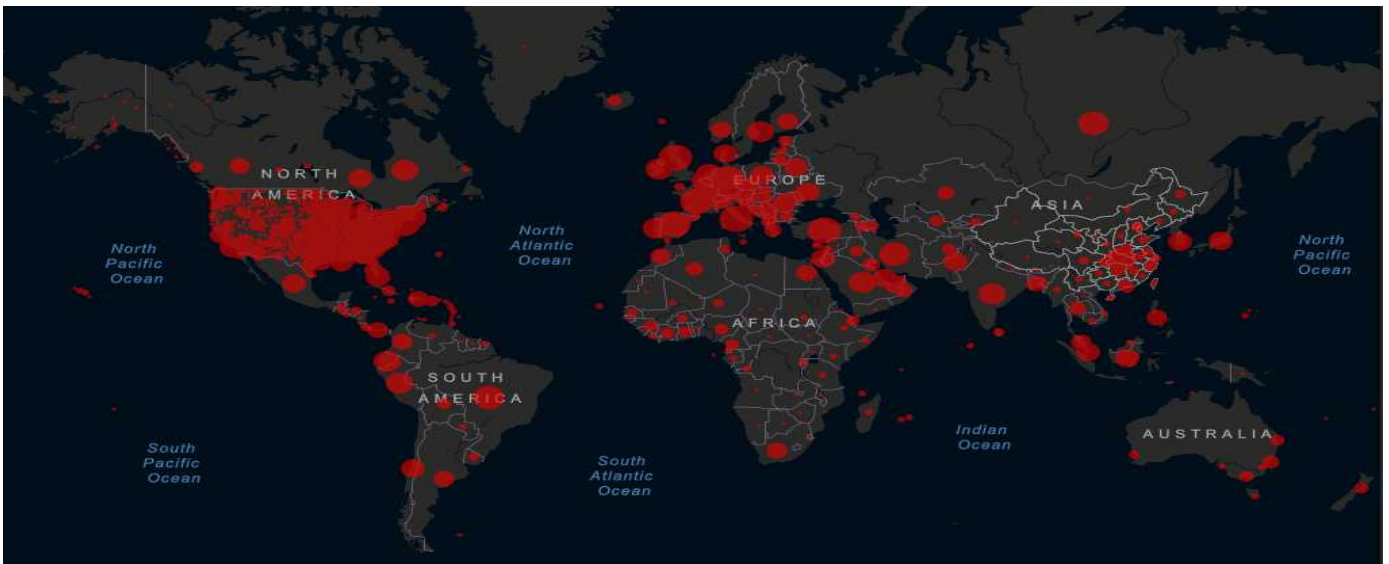 NORTH
AMERICA
EUROPE
ASIA
North
Pacific
Ocean
North
Atlantic
Ocean
North
Pacific
Ocean
AFRICA
SOUTH
AMERICA
South
Pacific
Ocean
South
Atlantic
Ocean
Indian
Ocean
AUSTRALIA